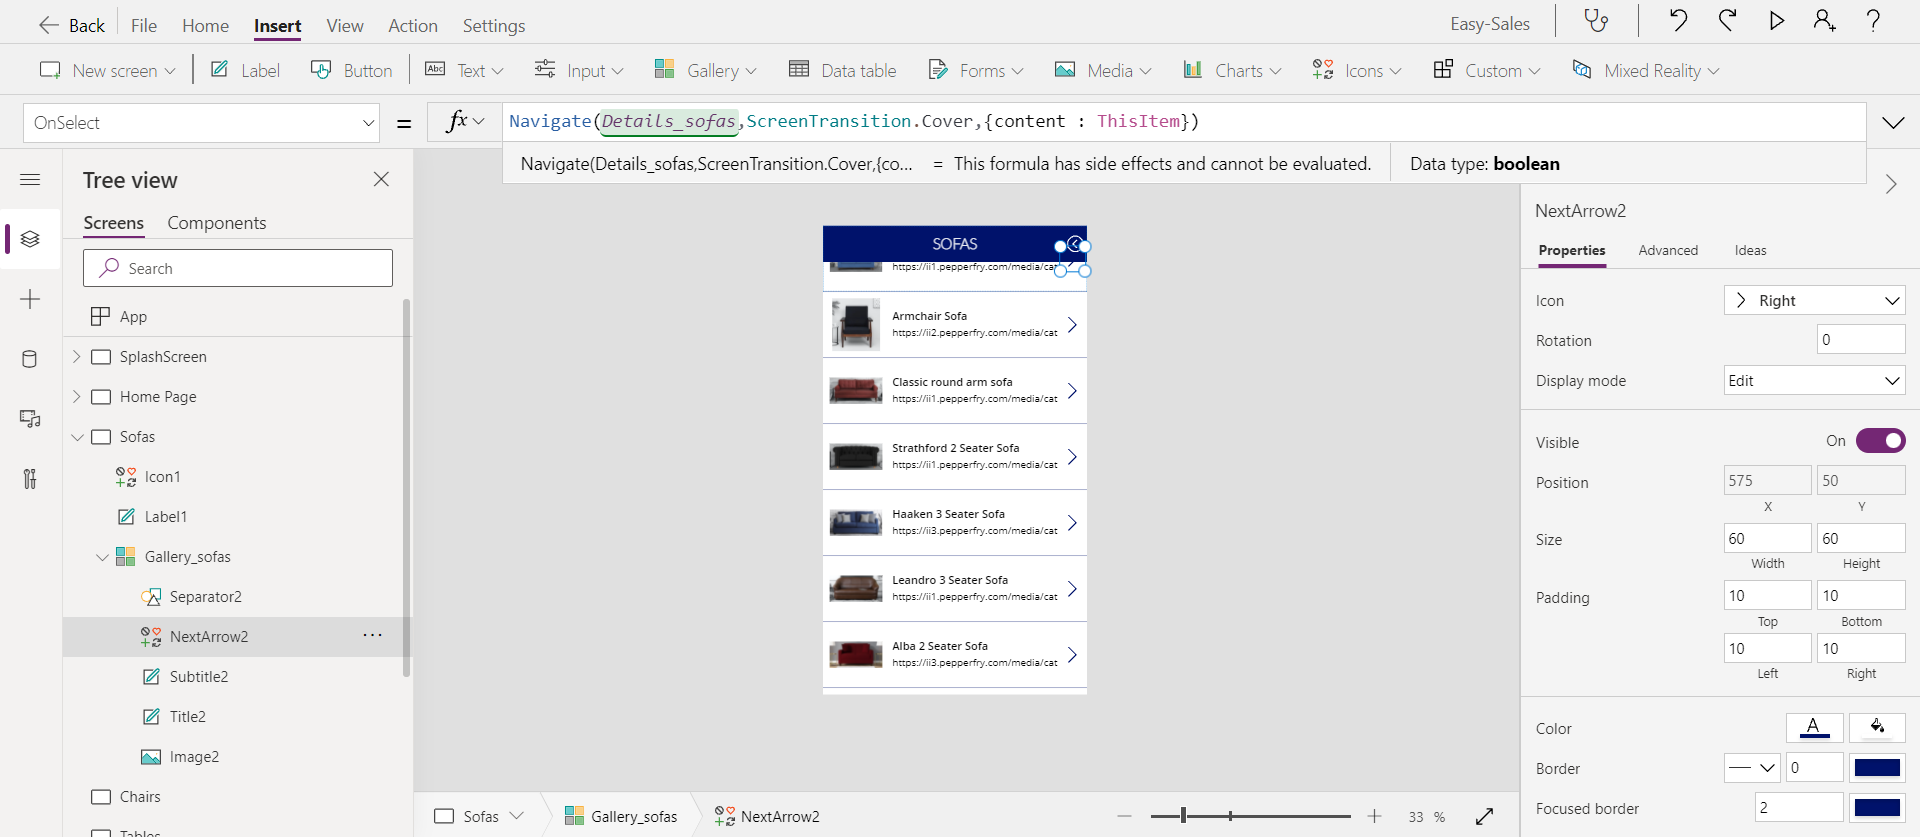 Back File Home Insert View Action Settings Easy-Sales
New screen Label Button Text Input Gallery Data table Forms Media Charts Icons Custom Mixed Reality
OnSelect = fx Navigate(Details_sofas,ScreenTransition.Cover,{content : ThisItem})
Navigate(Details_sofas,ScreenTransition.Cover,{co... = This formula has side effects and cannot be evaluated. Data type: boolean
Tree view
Screens Components
Search
App
SplashScreen
Home Page
Sofas
Icon1
Label1
Gallery_sofas
Separator2
NextArrow2
Subtitle2
Title2
Image2
Chairs
Tables
SOFAS
https://ii1.pepperfry.com/media/cat
Armchair Sofa
https://ii2.pepperfry.com/media/cat
Classic round arm sofa
https://ii1.pepperfry.com/media/cat
Strathford 2 Seater Sofa
https://ii1.pepperfry.com/media/cat
Haaken 3 Seater Sofa
https://ii3.pepperfry.com/media/cat
Leandro 3 Seater Sofa
https://ii1.pepperfry.com/media/cat
Alba 2 Seater Sofa
https://ii3.pepperfry.com/media/cat
Sofas Gallery_sofas NextArrow2 33 %
NextArrow2
Properties Advanced Ideas
Icon Right
Rotation 0
Display mode Edit
Visible On
Position 575 50
X Y
Size 60 60
Width Height
Padding 10 10
Top Bottom
10 10
Left Right
Color A
Border 0
Focused border 2